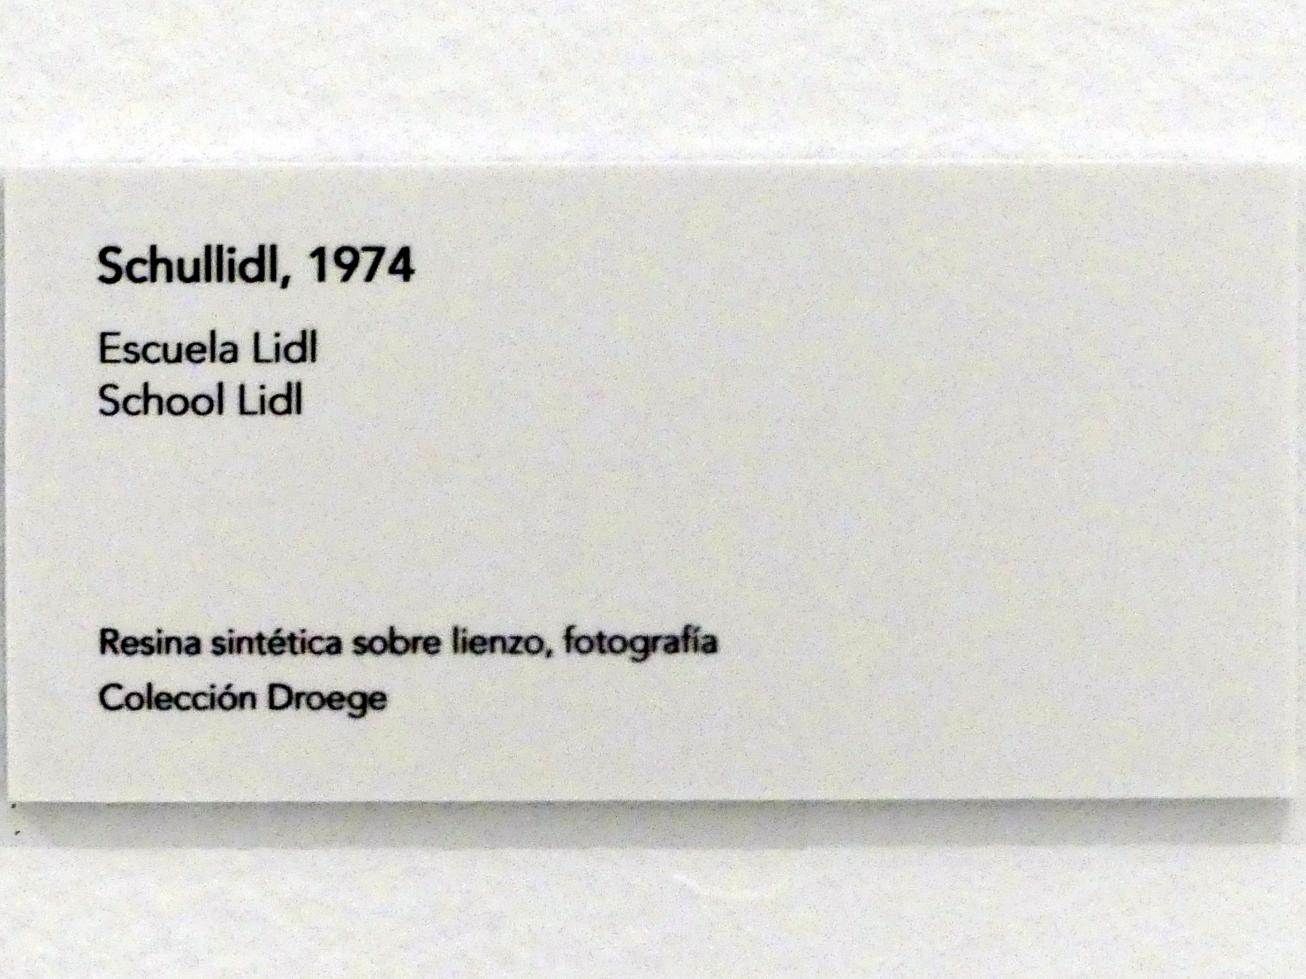 Schullidl, 1974
Escuela Lidl
School Lidl
Resina sintética sobre lienzo, fotografía
Colección Droege